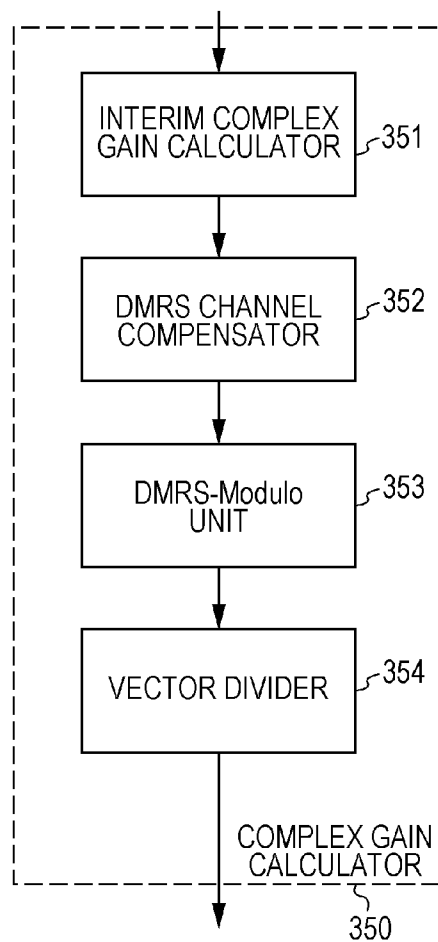 INTERIM COMPLEX
GAIN CALCULATOR
351
DMRS CHANNEL
COMPENSATOR
352
DMRS-Modulo
UNIT
353
VECTOR DIVIDER
354
COMPLEX GAIN
CALCULATOR
350